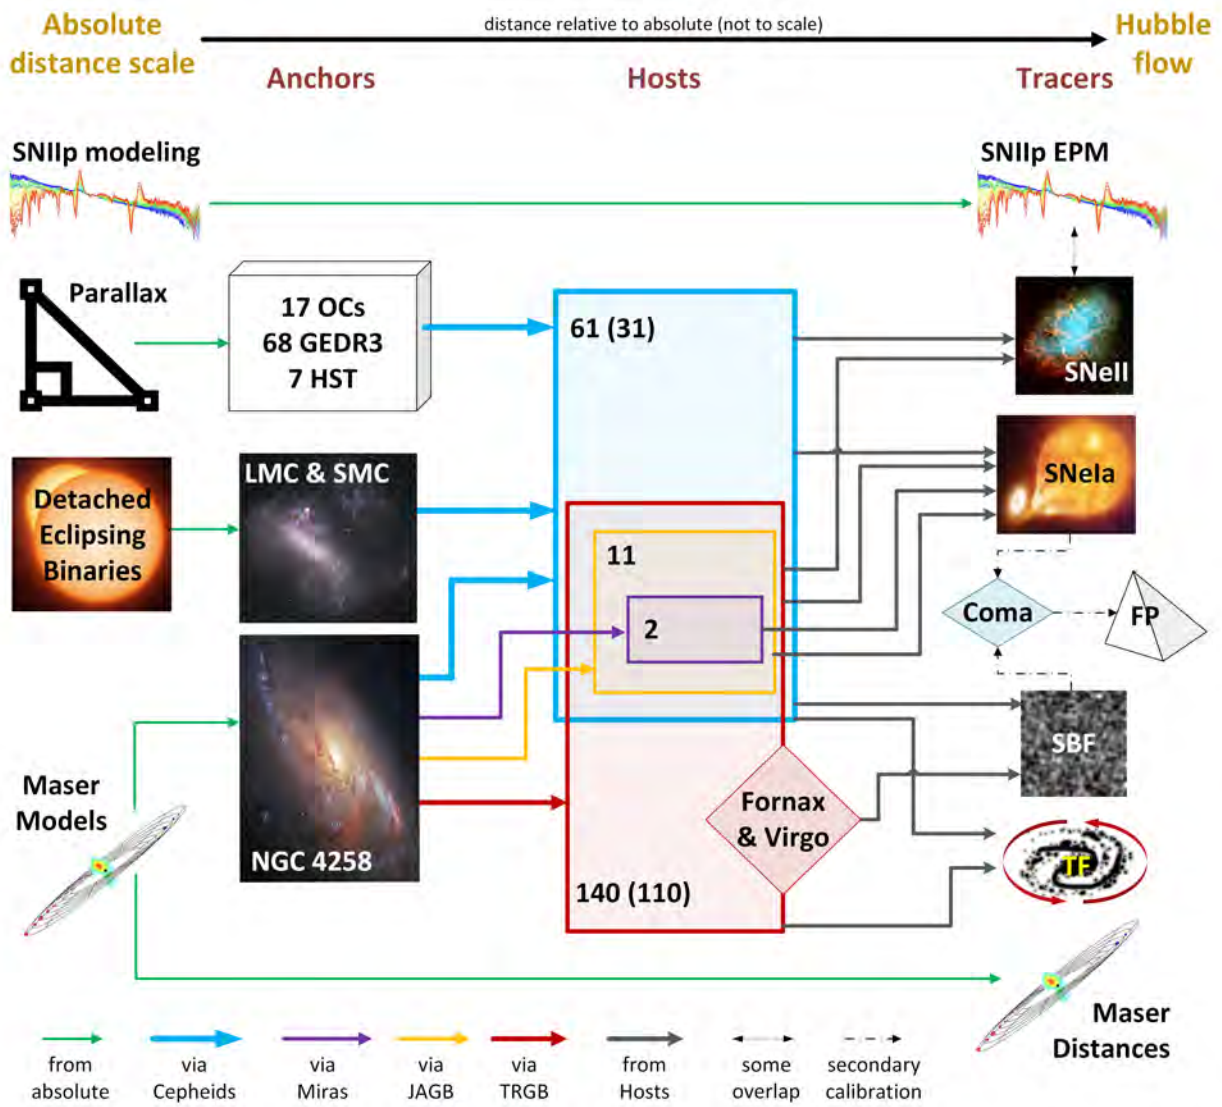 Absolute
distance scale
distance relative to absolute (not to scale)
Hubble
flow
Anchors
Hosts
Tracers
SNIIp modeling
SNIIp EPM
Parallax
17 OCs
68 GEDR3
7 HST
61 (31)
SNeII
Detached
Eclipsing
Binaries
LMC & SMC
SNeIa
11
2
Coma
FP
Maser
Models
NGC 4258
Fornax
& Virgo
SBF
140 (110)
TF
Maser
Distances
from
absolute
via
Cepheids
via
Miras
via
JAGB
via
TRGB
from
Hosts
some
overlap
secondary
calibration